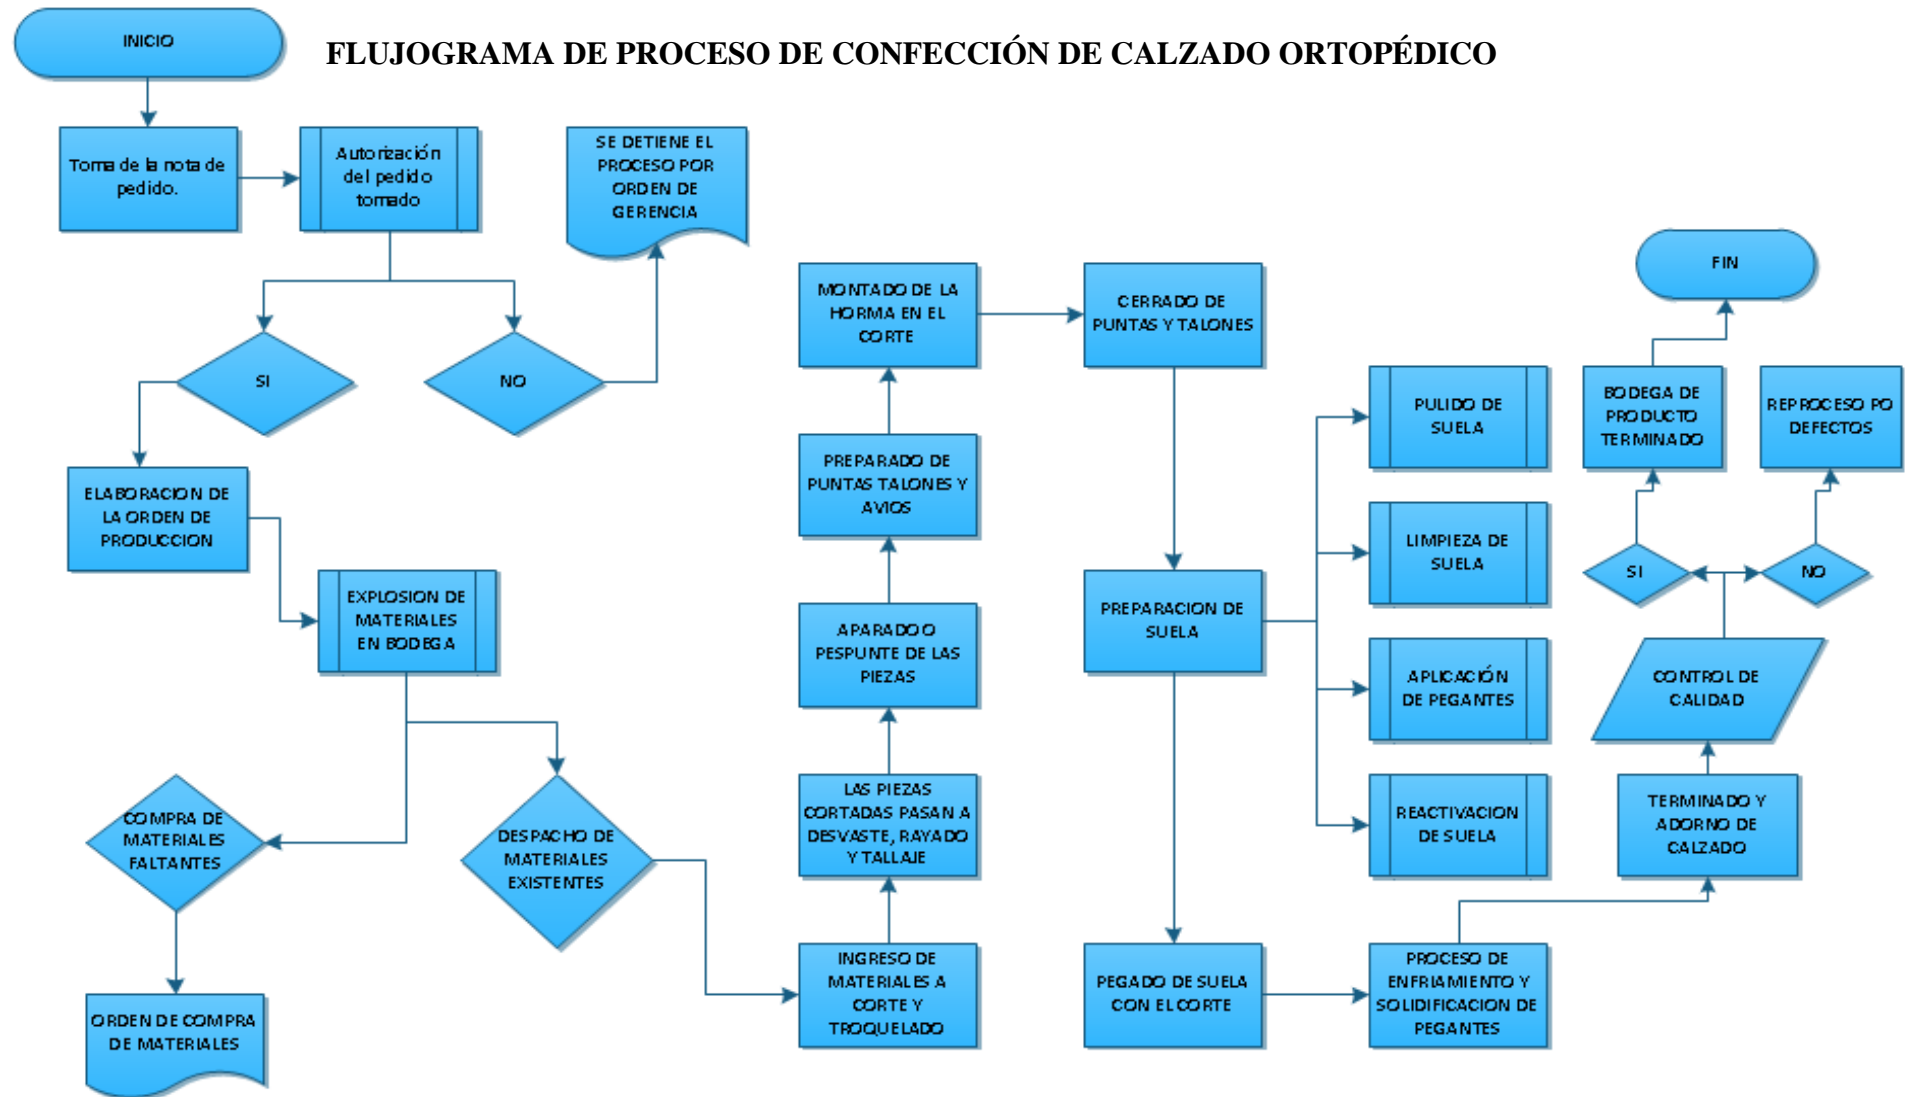 INICIO
FLUJOGRAMA DE PROCESO DE CONFECCIÓN DE CALZADO ORTOPÉDICO
Toma de la nota de
pedido.
Autorización
del pedido
tomado
SE DETIENE EL
PROCESO POR
ORDEN DE
GERENCIA
SI
NO
ELABORACION DE
LA ORDEN DE
PRODUCCION
EXPLOSION DE
MATERIALES
EN BODEGA
COMPRA DE
MATERIALES
FALTANTES
DESPACHO DE
MATERIALES
EXISTENTES
ORDEN DE COMPRA
DE MATERIALES
INGRESO DE
MATERIALES A
CORTE Y
TROQUELADO
LAS PIEZAS
CORTADAS PASAN A
DESVASTE, RAYADO
Y TALLAJE
APARADO O
PESPUNTE DE LAS
PIEZAS
PREPARADO DE
PUNTAS TALONES Y
AVIOS
MONTADO DE LA
HORMA EN EL
CORTE
CERRADO DE
PUNTAS Y TALONES
PREPARACION DE
SUELA
PULIDO DE
SUELA
LIMPIEZA DE
SUELA
APLICACIÓN
DE PEGANTES
REACTIVACION
DE SUELA
PEGADO DE SUELA
CON EL CORTE
PROCESO DE
ENFRIAMIENTO Y
SOLIDIFICACION DE
PEGANTES
TERMINADO Y
ADORNO DE
CALZADO
CONTROL DE
CALIDAD
SI
NO
BODEGA DE
PRODUCTO
TERMINADO
REPROCESO PO
DEFECTOS
FIN